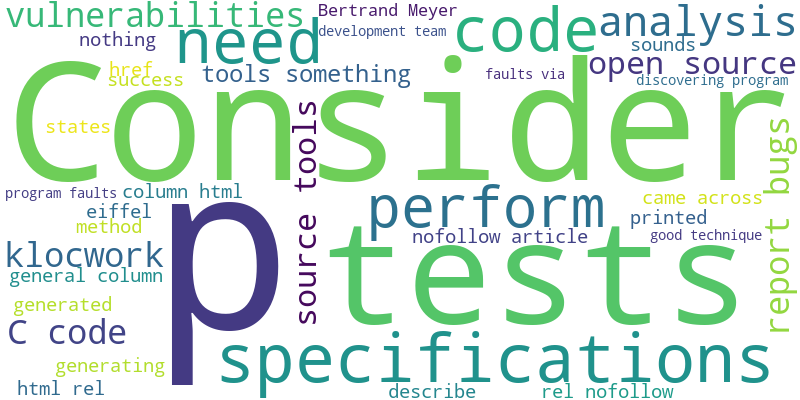 vulnerabilities
Bertrand Meyer
nothing
need
development team
code
analysis
sounds
href
success
tools something
faults via
open source
discovering program
Consider
states
source tools
report bugs
program faults
column html
eiffel
method
p
perform
came across
printed
nofollow article
good technique
klocwork
general column
tests
generated
C code
generating
specifications
html rel
describe
rel nofollow